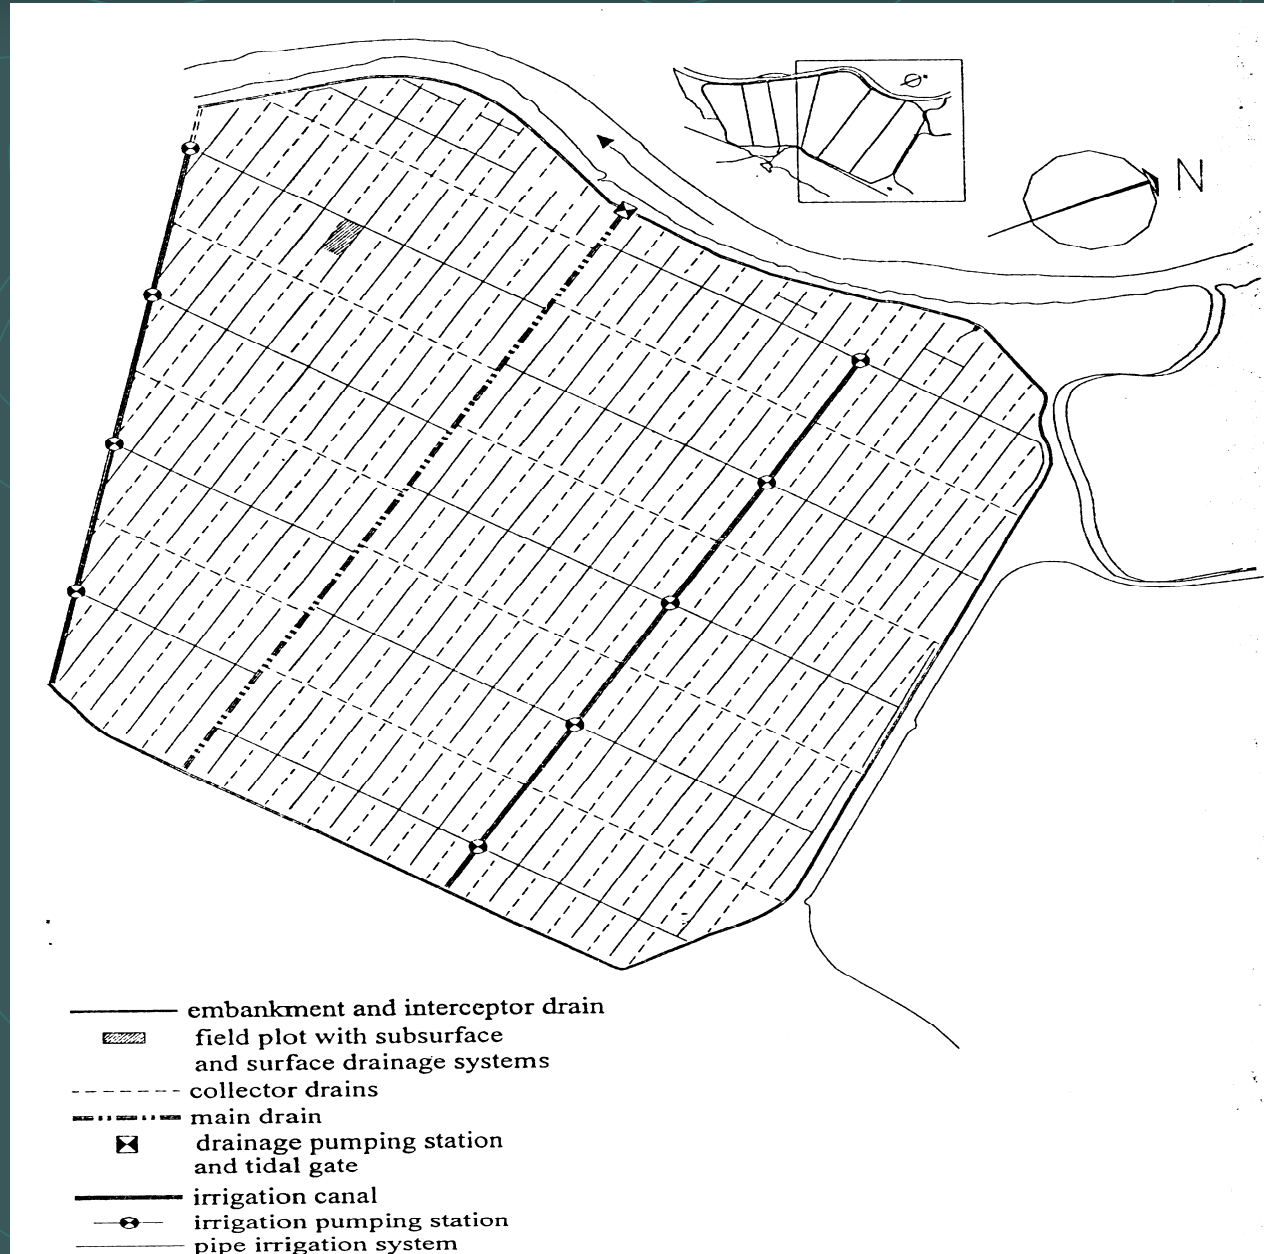 N
embankment and interceptor drain
field plot with subsurface
and surface drainage systems
collector drains
main drain
drainage pumping station
and tidal gate
irrigation canal
irrigation pumping station
pipe irrigation system